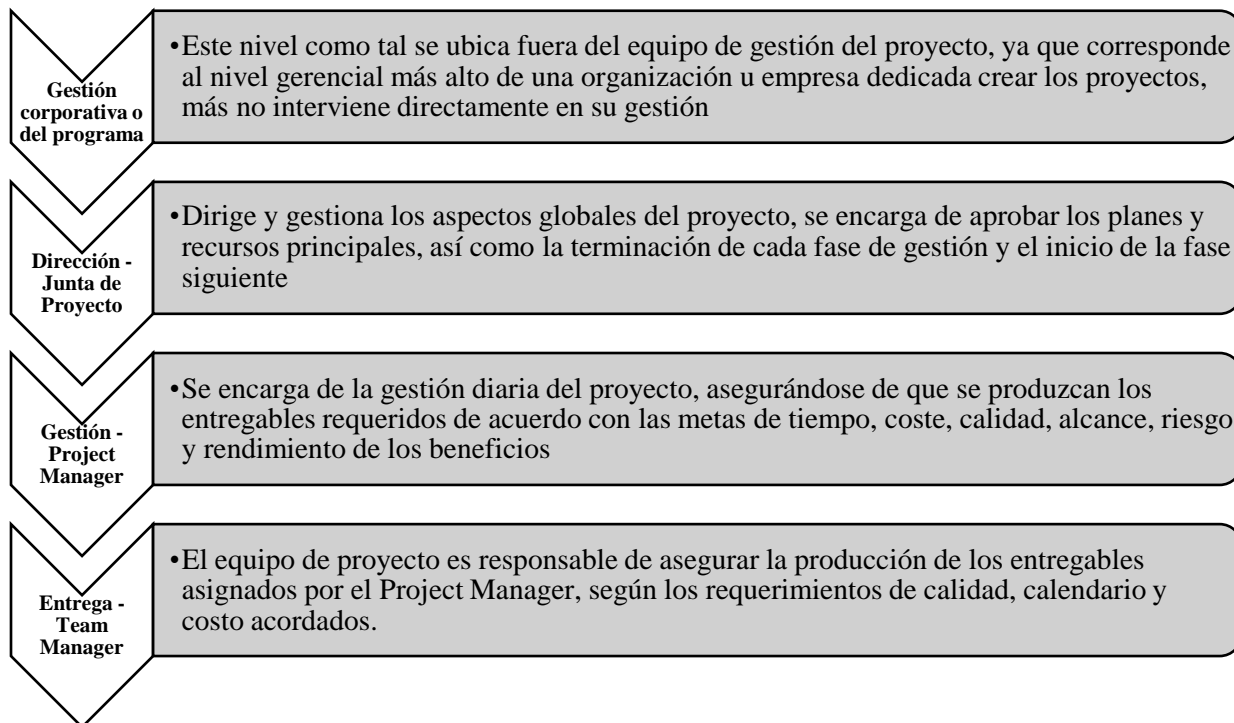 Gestión
corporativa o
del programa
•Este nivel como tal se ubica fuera del equipo de gestión del proyecto, ya que corresponde
al nivel gerencial más alto de una organización u empresa dedicada crear los proyectos,
más no interviene directamente en su gestión
Dirección -
Junta de
Proyecto
•Dirige y gestiona los aspectos globales del proyecto, se encarga de aprobar los planes y
recursos principales, así como la terminación de cada fase de gestión y el inicio de la fase
siguiente
Gestión -
Project
Manager
•Se encarga de la gestión diaria del proyecto, asegurándose de que se produzcan los
entregables requeridos de acuerdo con las metas de tiempo, coste, calidad, alcance, riesgo
y rendimiento de los beneficios
Entrega -
Team
Manager
•El equipo de proyecto es responsable de asegurar la producción de los entregables
asignados por el Project Manager, según los requerimientos de calidad, calendario y
costo acordados.